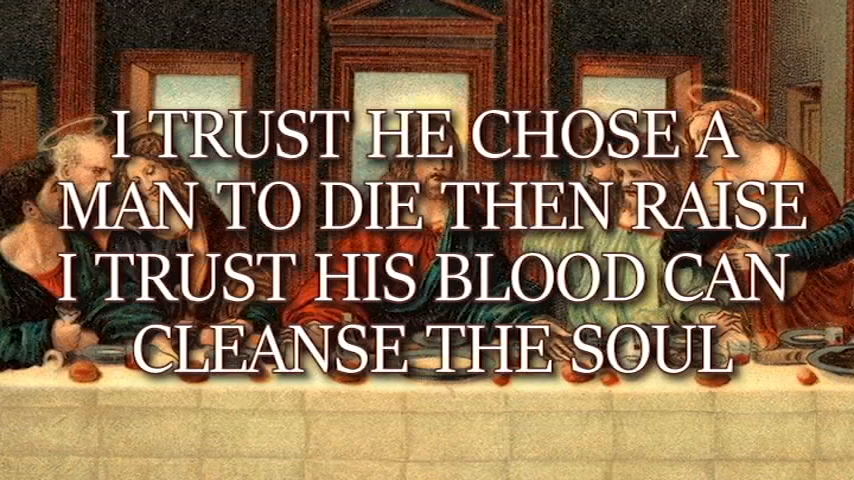 I TRUST HE CHOSE A
MAN TO DIE THEN RAISE
I TRUST HIS BLOOD CAN
CLEANSE THE SOUL